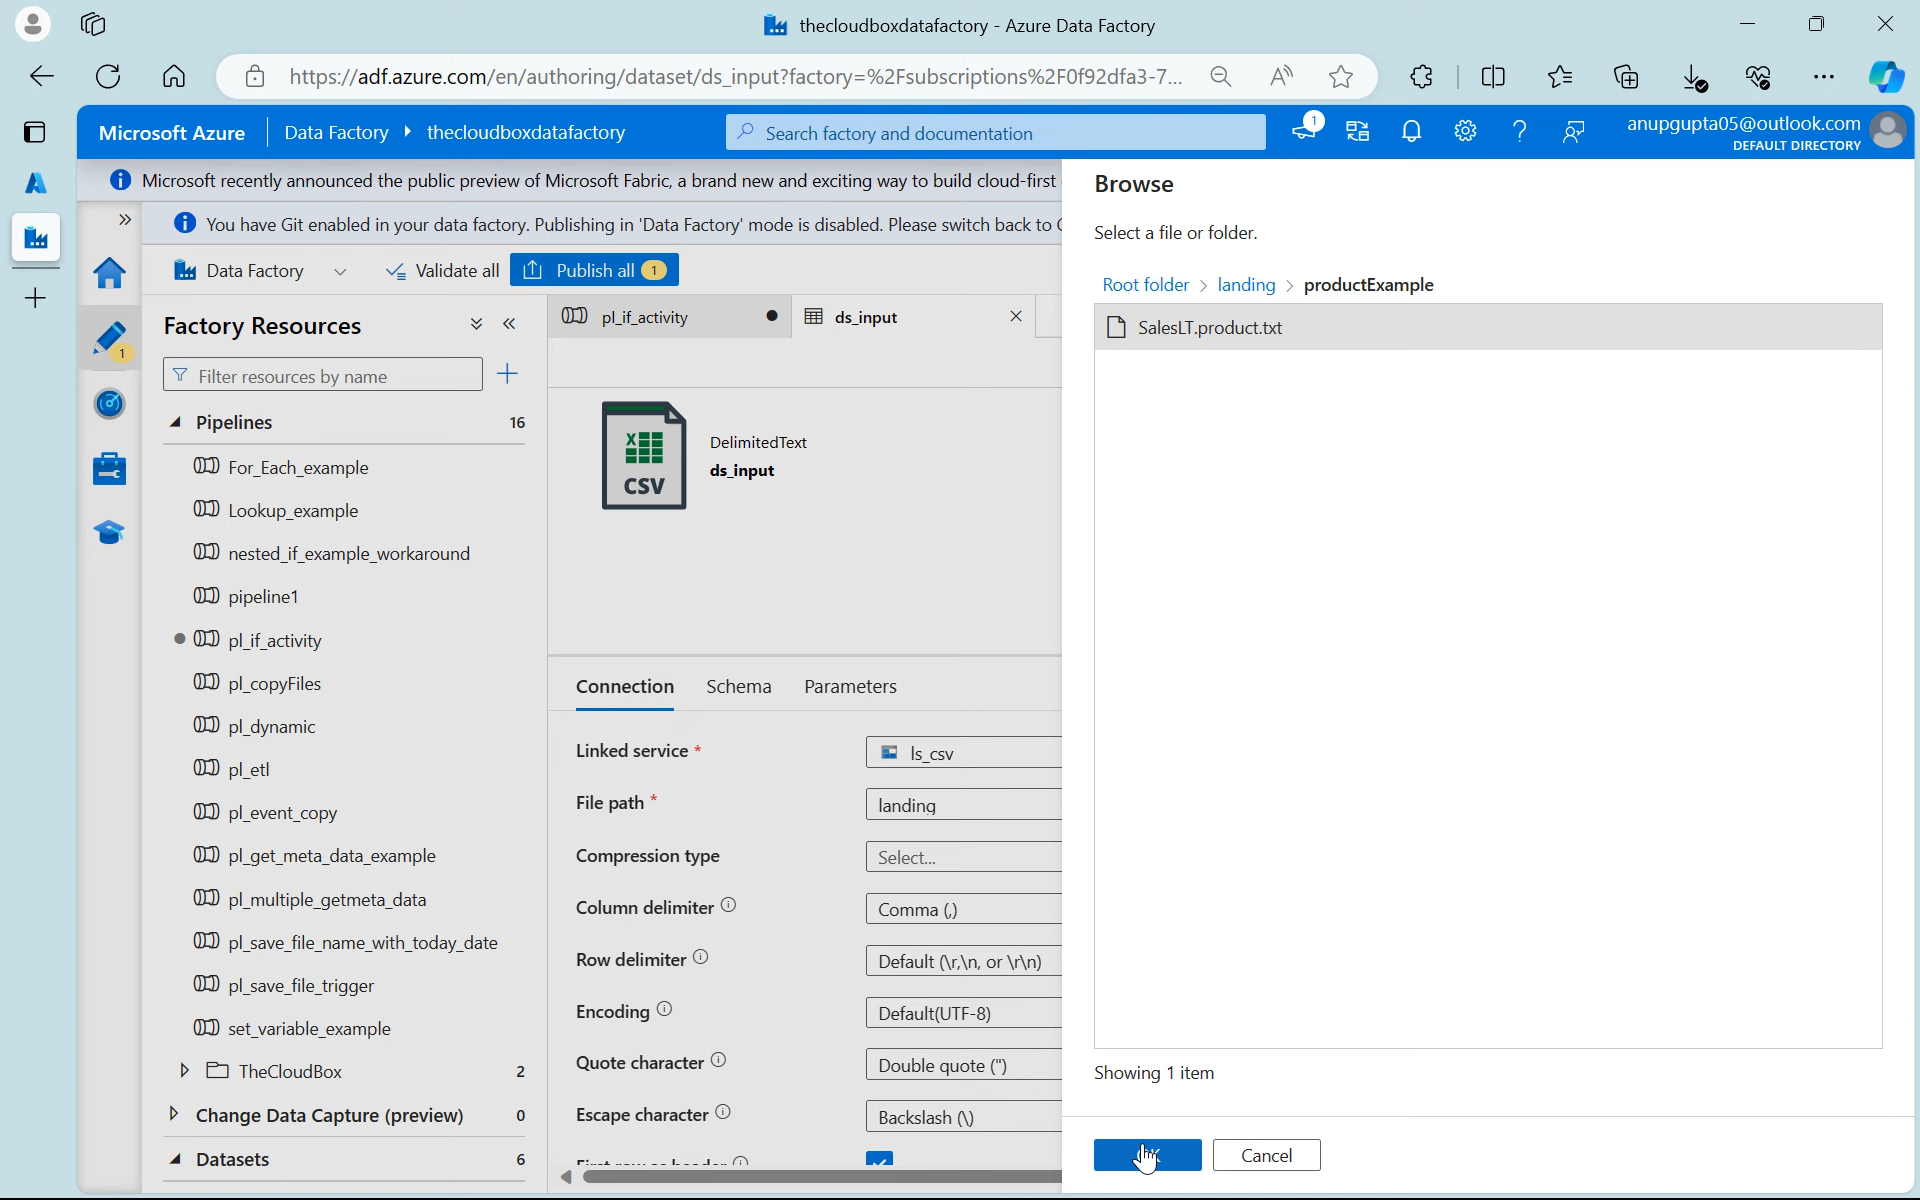 thecloudboxdatafactory - Azure Data Factory
https://adf.azure.com/en/authoring/dataset/ds_input?factory=%2Fsubscriptions%2F0f92dfa3-7...
Microsoft Azure
Data Factory
thecloudboxdatafactory
Search factory and documentation
1
anupgupta05@outlook.com
DEFAULT DIRECTORY
Microsoft recently announced the public preview of Microsoft Fabric, a brand new and exciting way to build cloud-first
You have Git enabled in your data factory. Publishing in 'Data Factory' mode is disabled. Please switch back to
Data Factory
Validate all
Publish all 1
1
Factory Resources
Filter resources by name
Pipelines 16
For_Each_example
Lookup_example
nested_if_example_workaround
pipeline1
pl_if_activity
pl_copyFiles
pl_dynamic
pl_etl
pl_event_copy
pl_get_meta_data_example
pl_multiple_getmeta_data
pl_save_file_name_with_today_date
pl_save_file_trigger
set_variable_example
TheCloudBox 2
Change Data Capture (preview) 0
Datasets 6
pl_if_activity
ds_input
X
CSV
DelimitedText
ds_input
Connection
Schema
Parameters
Linked service *
ls_csv
File path *
landing
Compression type
Select...
Column delimiter
Comma (,)
Row delimiter
Default (\r,\n, or \r\n)
Encoding
Default(UTF-8)
Quote character
Double quote (")
Escape character
Backslash (\)
First row as header
Browse
Select a file or folder.
Root folder > landing > productExample
SalesLT.product.txt
Showing 1 item
Cancel